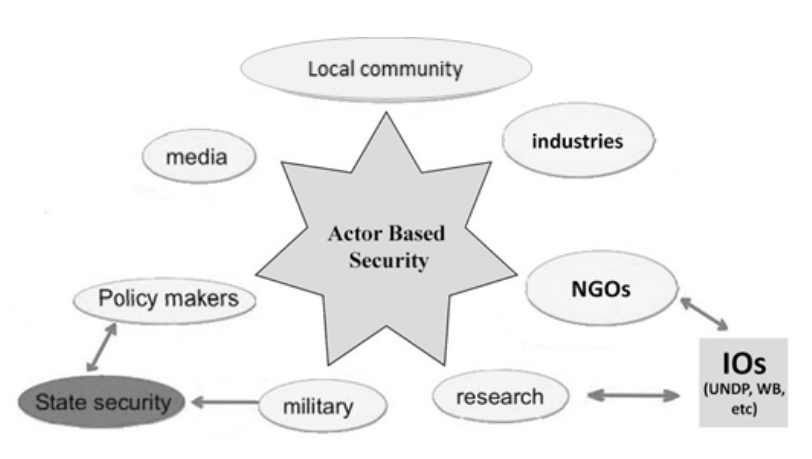 Local community
media
industries
Actor Based
Security
Policy makers
NGOs
State security
military
research
IOs
(UNDP, WB,
etc)